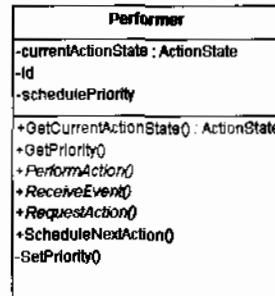 Performer
-currentActionState : ActionState
-id
-schedulePriority
+GetCurrentActionState() : ActionState
+GetPriority()
+PerformAction()
+ReceiveEvent()
+RequestAction()
+ScheduleNextAction()
-SetPriority()